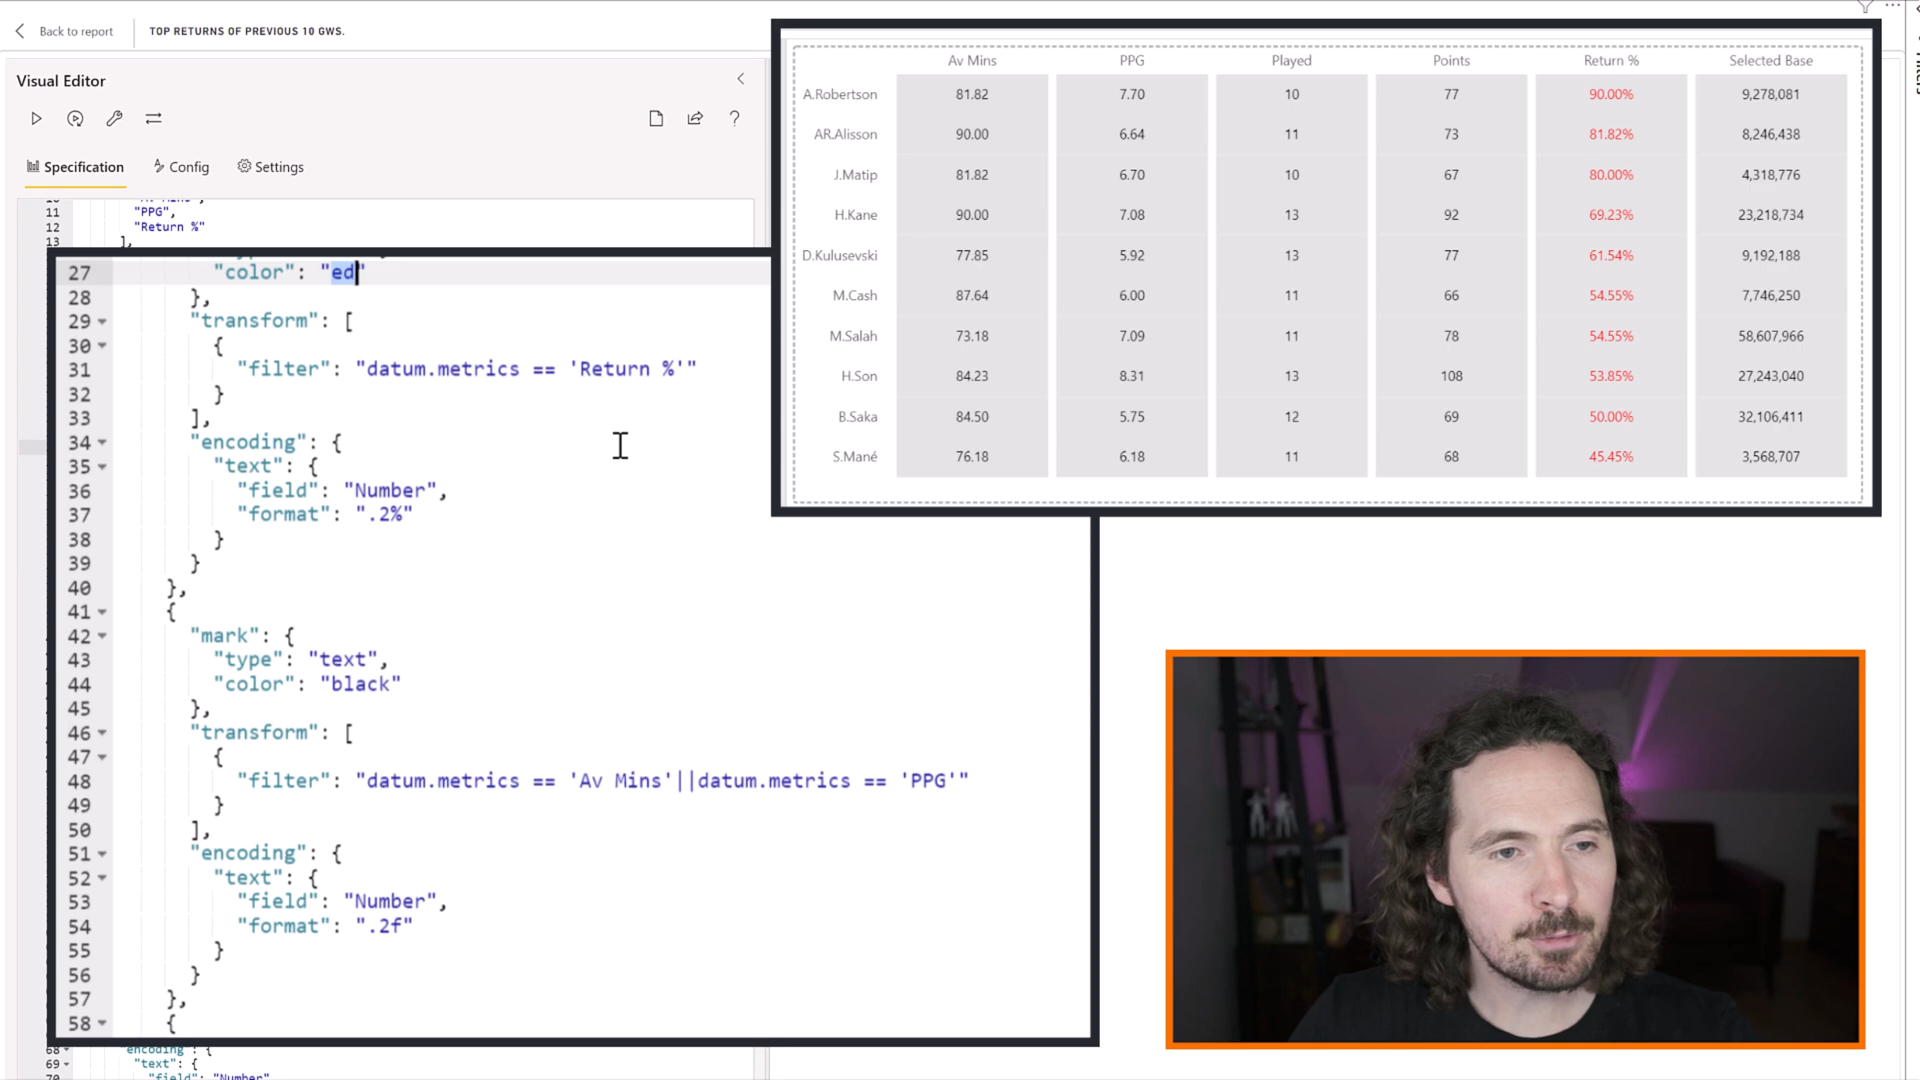 Back to report
TOP RETURNS OF PREVIOUS 10 GWS.
Visual Editor
Specification
Config
Settings
11 "PPG",
12 "Return %"
13 ],
27 "color": "ed"
28 },
29 "transform": [
30 {
31 "filter": "datum.metrics == 'Return %'"
32 }
33 ],
34 "encoding": {
35 "text": {
36 "field": "Number",
37 "format": ".2%"
38 }
39 }
40 },
41 {
42 "mark": {
43 "type": "text",
44 "color": "black"
45 },
46 "transform": [
47 {
48 "filter": "datum.metrics == 'Av Mins'||datum.metrics == 'PPG'"
49 }
50 ],
51 "encoding": {
52 "text": {
53 "field": "Number",
54 "format": ".2f"
55 }
56 }
57 },
58 {
68 "encoding": {
69 "text": {
"field": "Number"
Av Mins PPG Played Points Return % Selected Base
A.Robertson 81.82 7.70 10 77 90.00% 9,278,081
AR.Alisson 90.00 6.64 11 73 81.82% 8,246,438
J.Matip 81.82 6.70 10 67 80.00% 4,318,776
H.Kane 90.00 7.08 13 92 69.23% 23,218,734
D.Kulusevski 77.85 5.92 13 77 61.54% 9,192,188
M.Cash 87.64 6.00 11 66 54.55% 7,746,250
M.Salah 73.18 7.09 11 78 54.55% 58,607,966
H.Son 84.23 8.31 13 108 53.85% 27,243,040
B.Saka 84.50 5.75 12 69 50.00% 32,106,411
S.Mané 76.18 6.18 11 68 45.45% 3,568,707